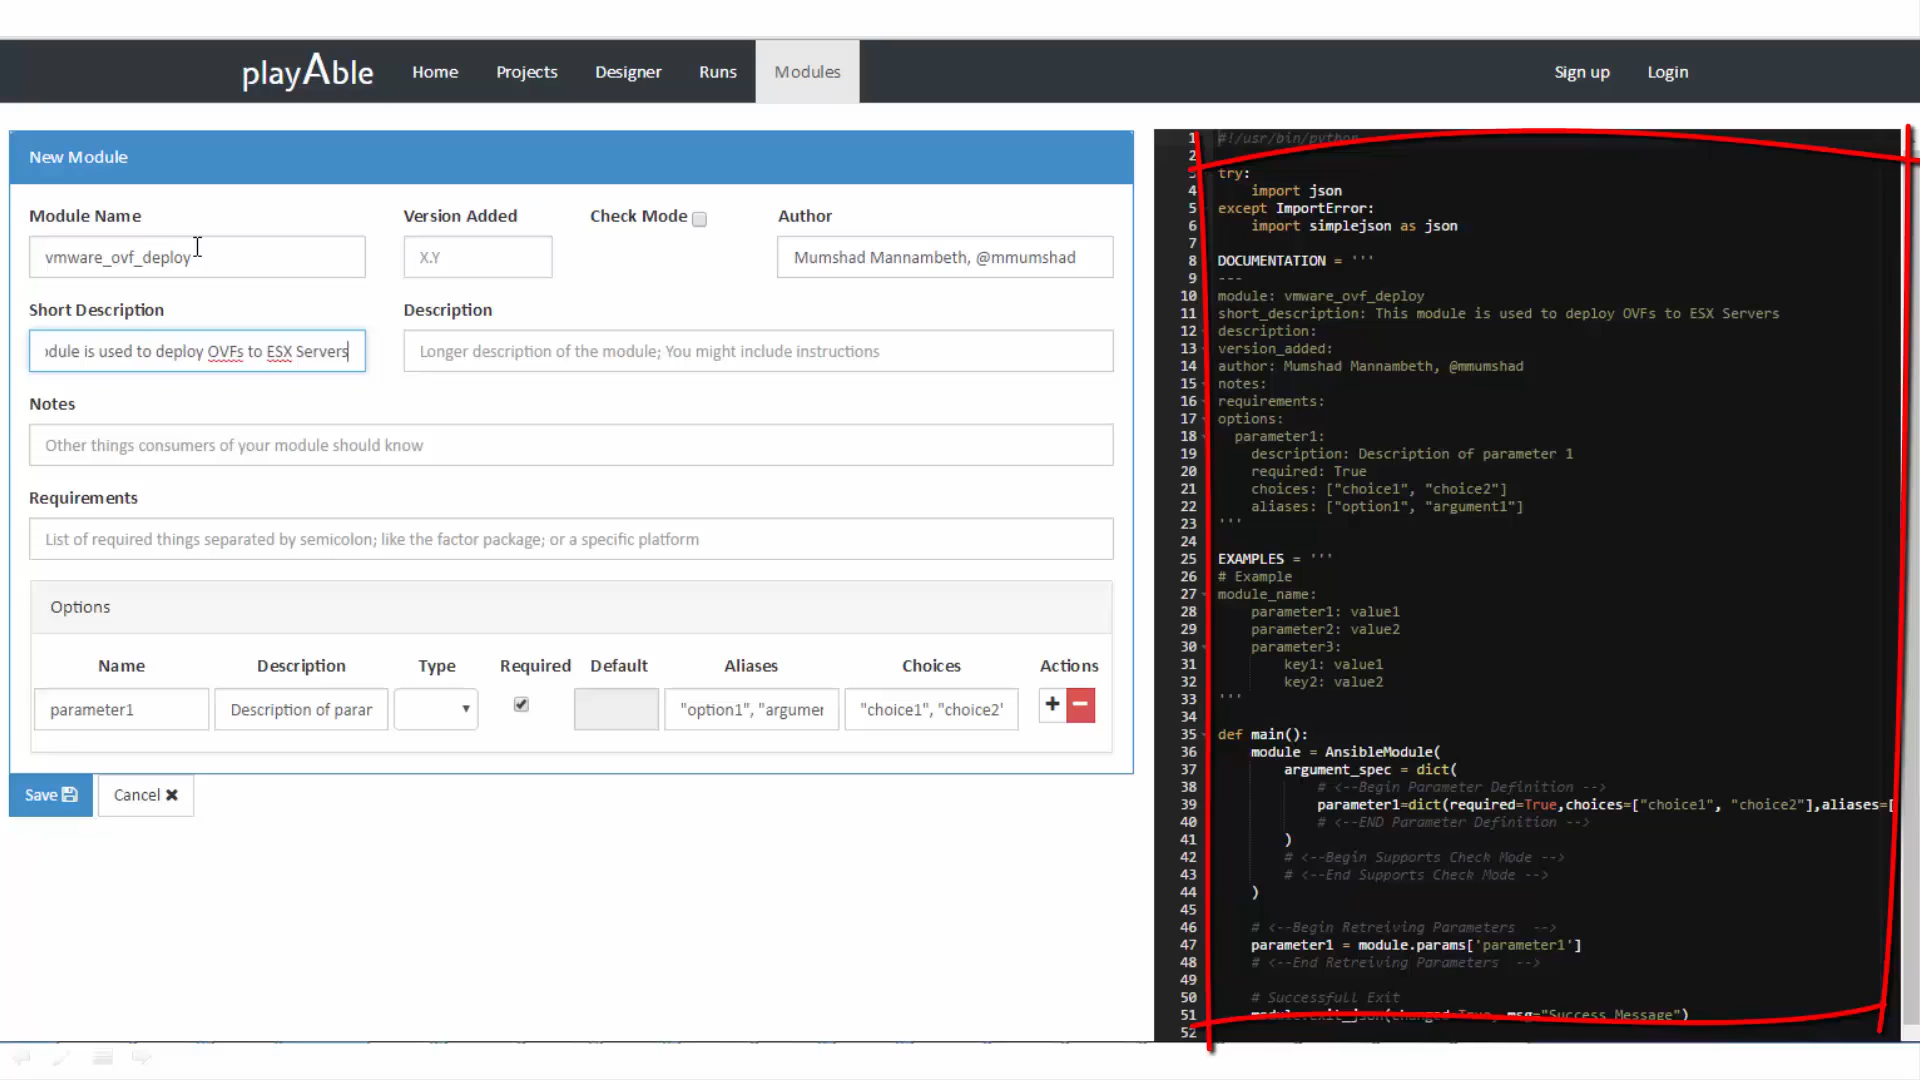 playAble Home Projects Designer Runs Modules Sign up Login
New Module
Module Name Version Added Check Mode Author
vmware_ovf_deploy X.Y Mumshad Mannambeth, @mmumshad
Short Description Description
odule is used to deploy OVFs to ESX Servers Longer description of the module; You might include instructions
Notes
Other things consumers of your module should know
Requirements
List of required things separated by semicolon; like the factor package; or a specific platform
Options
Name Description Type Required Default Aliases Choices Actions
parameter1 Description of parar "option1", "argumer "choice1", "choice2'
Save Cancel
1 #!/usr/bin/python
2
3 try:
4 import json
5 except ImportError:
6 import simplejson as json
7
8 DOCUMENTATION = '''
9 ---
10 module: vmware_ovf_deploy
11 short_description: This module is used to deploy OVFs to ESX Servers
12 description:
13 version_added:
14 author: Mumshad Mannambeth, @mmumshad
15 notes:
16 requirements:
17 options:
18 parameter1:
19 description: Description of parameter 1
20 required: True
21 choices: ["choice1", "choice2"]
22 aliases: ["option1", "argument1"]
23 '''
24
25 EXAMPLES = '''
26 # Example
27 module_name:
28 parameter1: value1
29 parameter2: value2
30 parameter3:
31 key1: value1
32 key2: value2
33 '''
34
35 def main():
36 module = AnsibleModule(
37 argument_spec = dict(
38 # <--Begin Parameter Definition -->
39 parameter1=dict(required=True,choices=["choice1", "choice2"],aliases=[
40 # <--END Parameter Definition -->
41 )
42 # <--Begin Supports Check Mode -->
43 # <--End Supports Check Mode -->
44 )
45
46 # <--Begin Retreiving Parameters -->
47 parameter1 = module.params['parameter1']
48 # <--End Retreiving Parameters -->
49
50 # Successfull Exit
51 module.exit_json(changed=True, msg="Success Message")
52